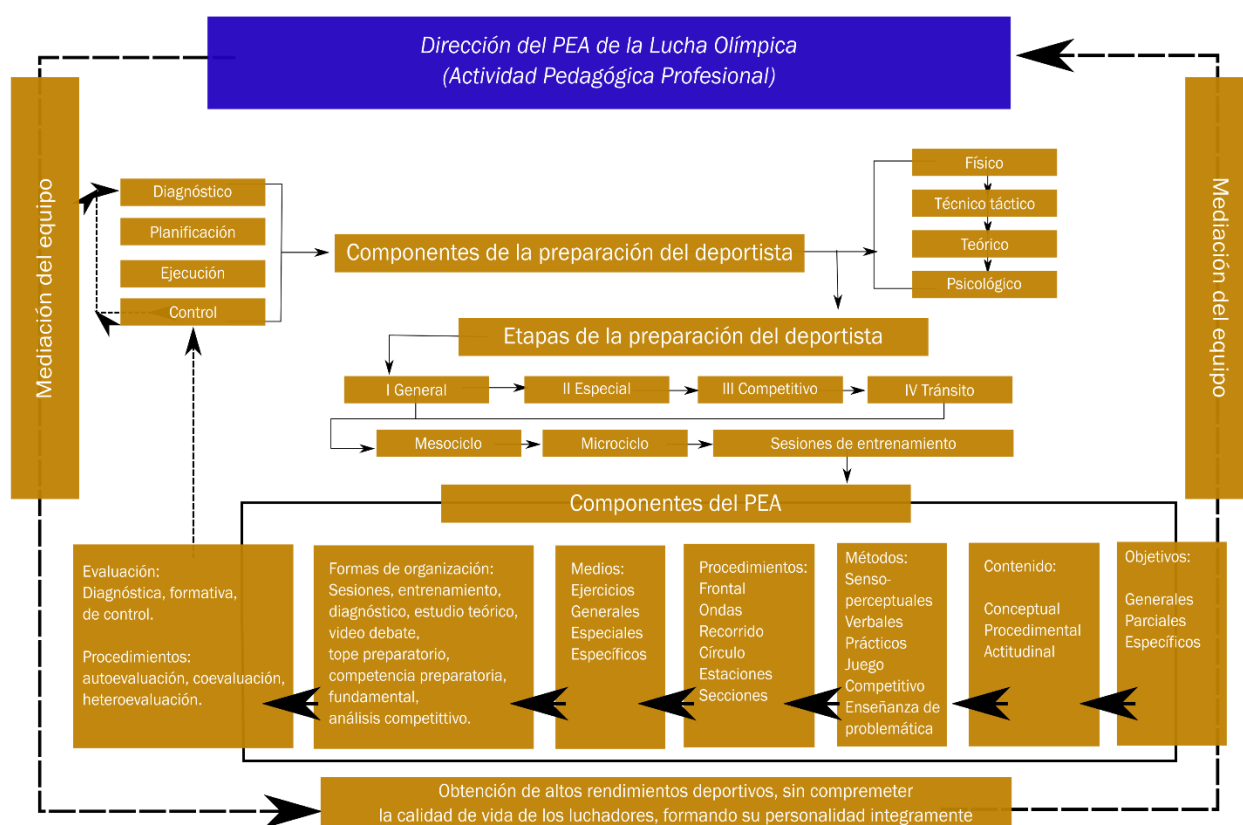 Dirección del PEA de la Lucha Olímpica
(Actividad Pedagógica Profesional)
Mediación del equipo
Mediación del equipo
Diagnóstico
Planificación
Ejecución
Control
Componentes de la preparación del deportista
Físico
Técnico táctico
Teórico
Psicológico
Etapas de la preparación del deportista
I General
II Especial
III Competitivo
IV Tránsito
Mesociclo
Microciclo
Sesiones de entrenamiento
Componentes del PEA
Evaluación:
Diagnóstica, formativa,
de control.
Procedimientos:
autoevaluación, coevaluación,
heteroevaluación.
Formas de organización:
Sesiones, entrenamiento,
diagnóstico, estudio teórico,
video debate,
tope preparatorio,
competencia preparatoria,
fundamental,
análisis competittivo.
Medios:
Ejercicios
Generales
Especiales
Específicos
Procedimientos:
Frontal
Ondas
Recorrido
Círculo
Estaciones
Secciones
Métodos:
Senso-
perceptuales
Verbales
Prácticos
Juego
Competitivo
Enseñanza de
problemática
Contenido:
Conceptual
Procedimental
Actitudinal
Objetivos:
Generales
Parciales
Específicos
Obtención de altos rendimientos deportivos, sin comprometer
la calidad de vida de los luchadores, formando su personalidad integramente